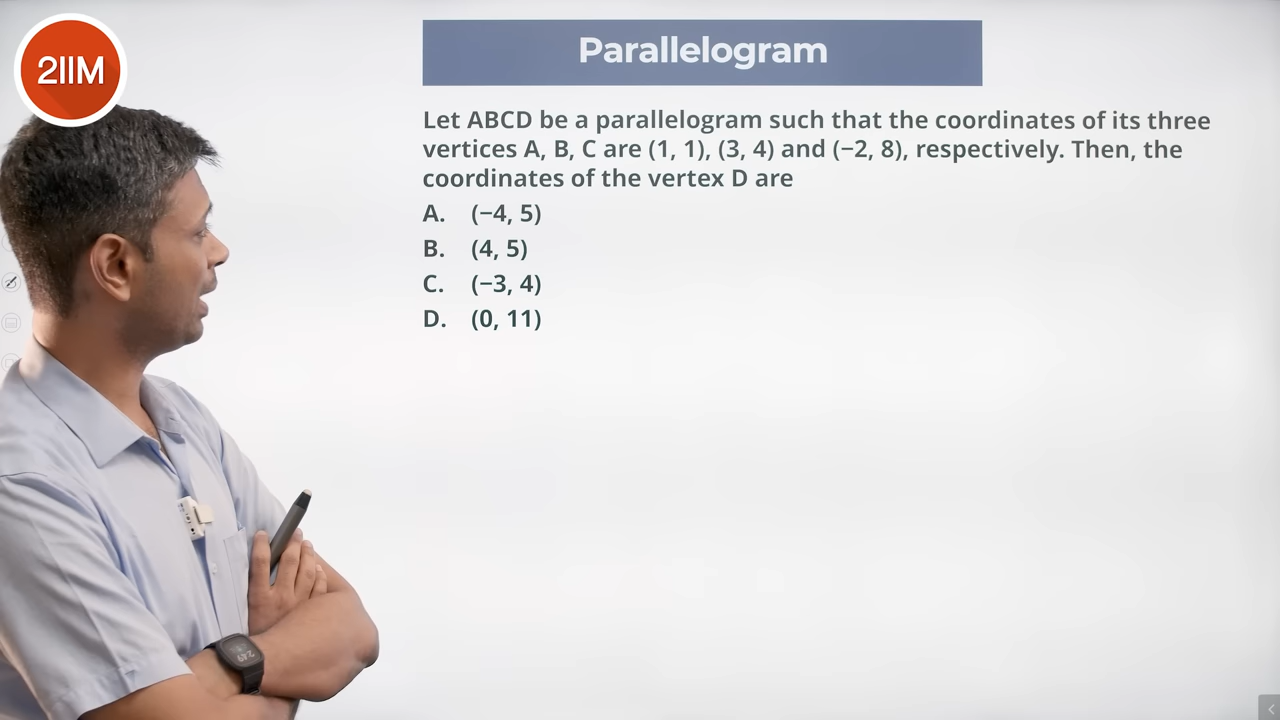 2IIM
Parallelogram
Let ABCD be a parallelogram such that the coordinates of its three
vertices A, B, C are (1, 1), (3, 4) and (−2, 8), respectively. Then, the
coordinates of the vertex D are
A. (−4, 5)
B. (4, 5)
C. (−3, 4)
D. (0, 11)